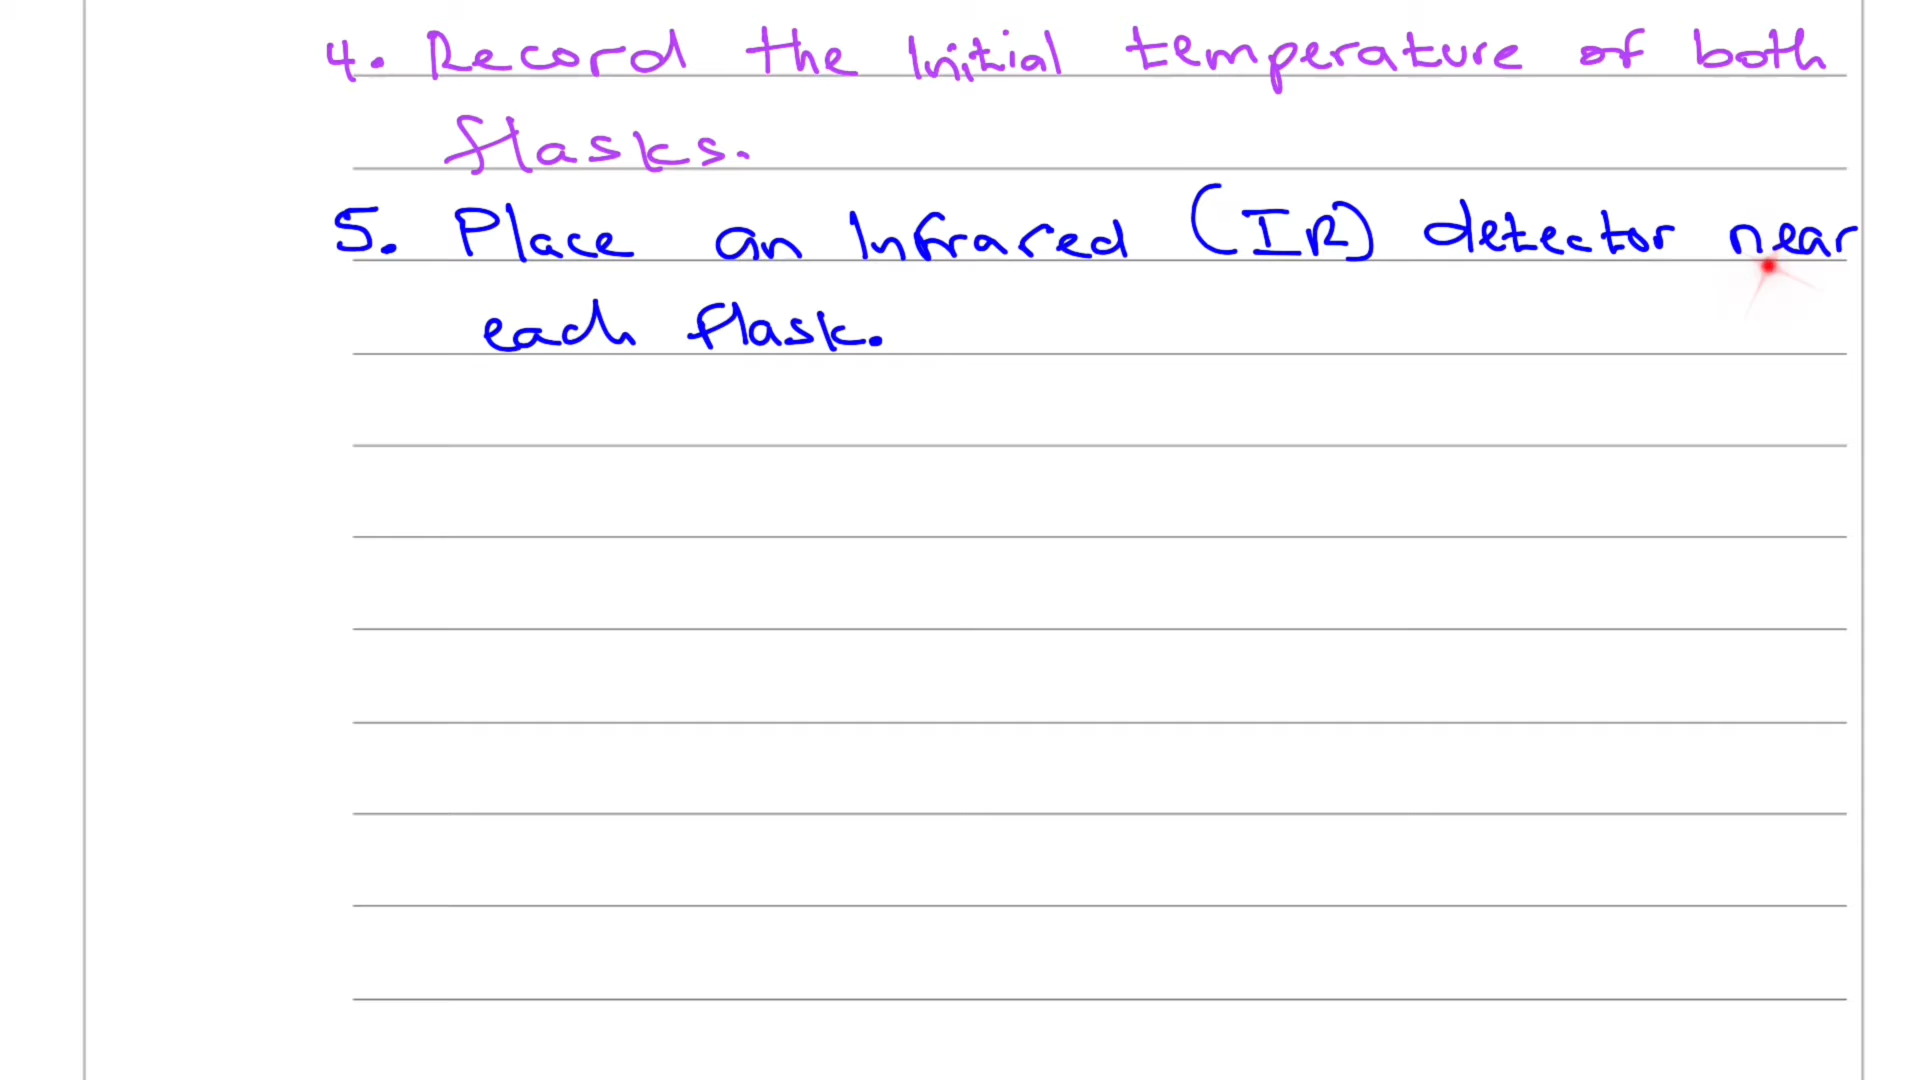 4. Record the Initial temperature of both
flasks.
5. Place an Infrared (IR) detector near
each flask.